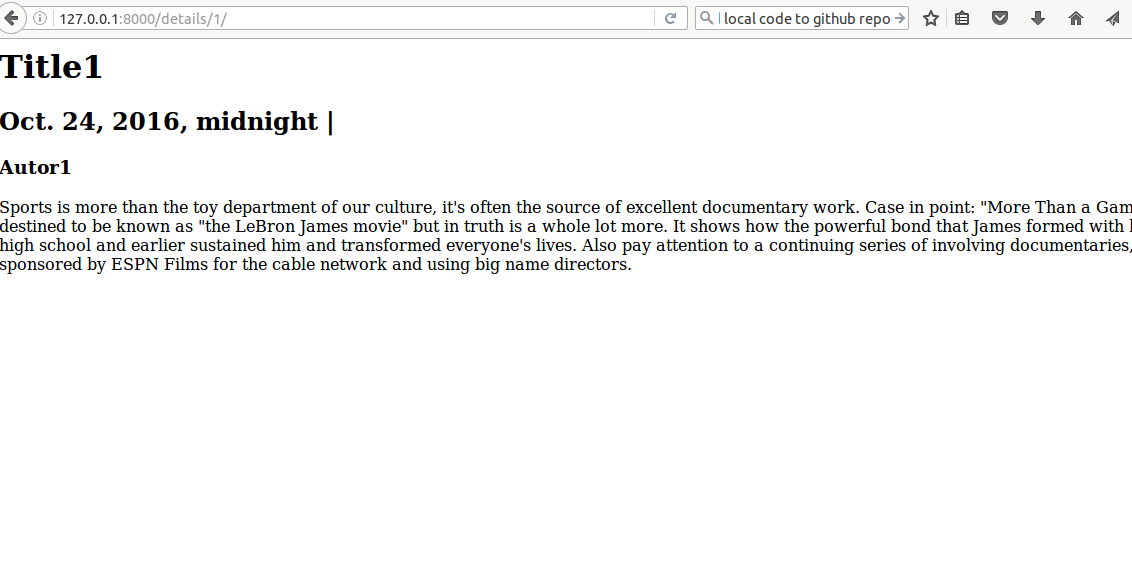 127.0.0.1:8000/details/1/
local code to github repo
Title1
Oct. 24, 2016, midnight |
Autor1
Sports is more than the toy department of our culture, it's often the source of excellent documentary work. Case in point: "More Than a
destined to be known as "the LeBron James movie" but in truth is a whole lot more. It shows how the powerful bond that James formed with
high school and earlier sustained him and transformed everyone's lives. Also pay attention to a continuing series of involving documentaries,
sponsored by ESPN Films for the cable network and using big name directors.